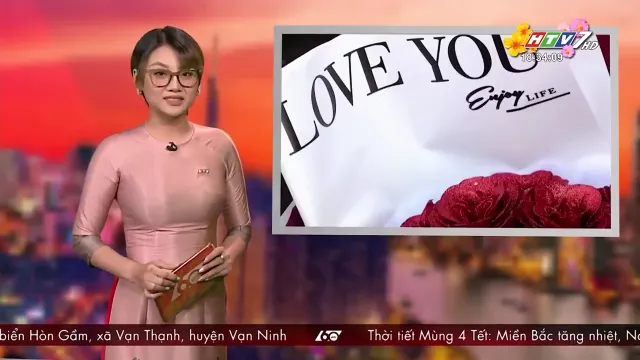 HTV7 HD
18:34:09
LOVE YOU
Enjoy LIFE
biển Hòn Gầm, xã Vạn Thạnh, huyện Vạn Ninh
60
Thời tiết Mùng 4 Tết: Miền Bắc tăng nhiệt, N